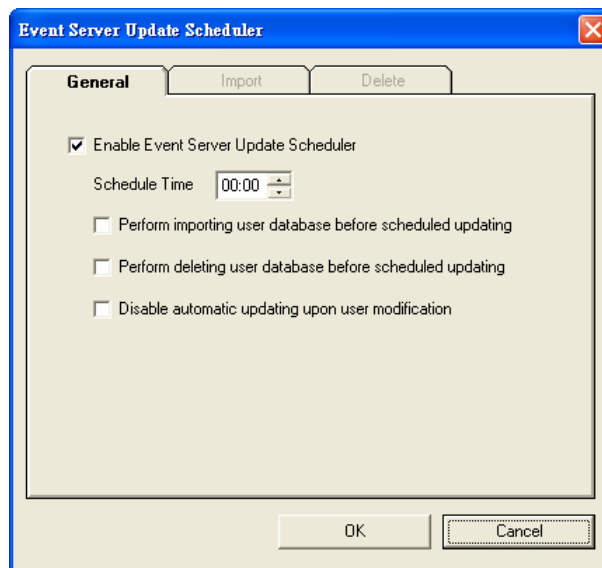 Event Server Update Scheduler
General Import Delete
Enable Event Server Update Scheduler
Schedule Time 00:00
Perform importing user database before scheduled updating
Perform deleting user database before scheduled updating
Disable automatic updating upon user modification
OK Cancel